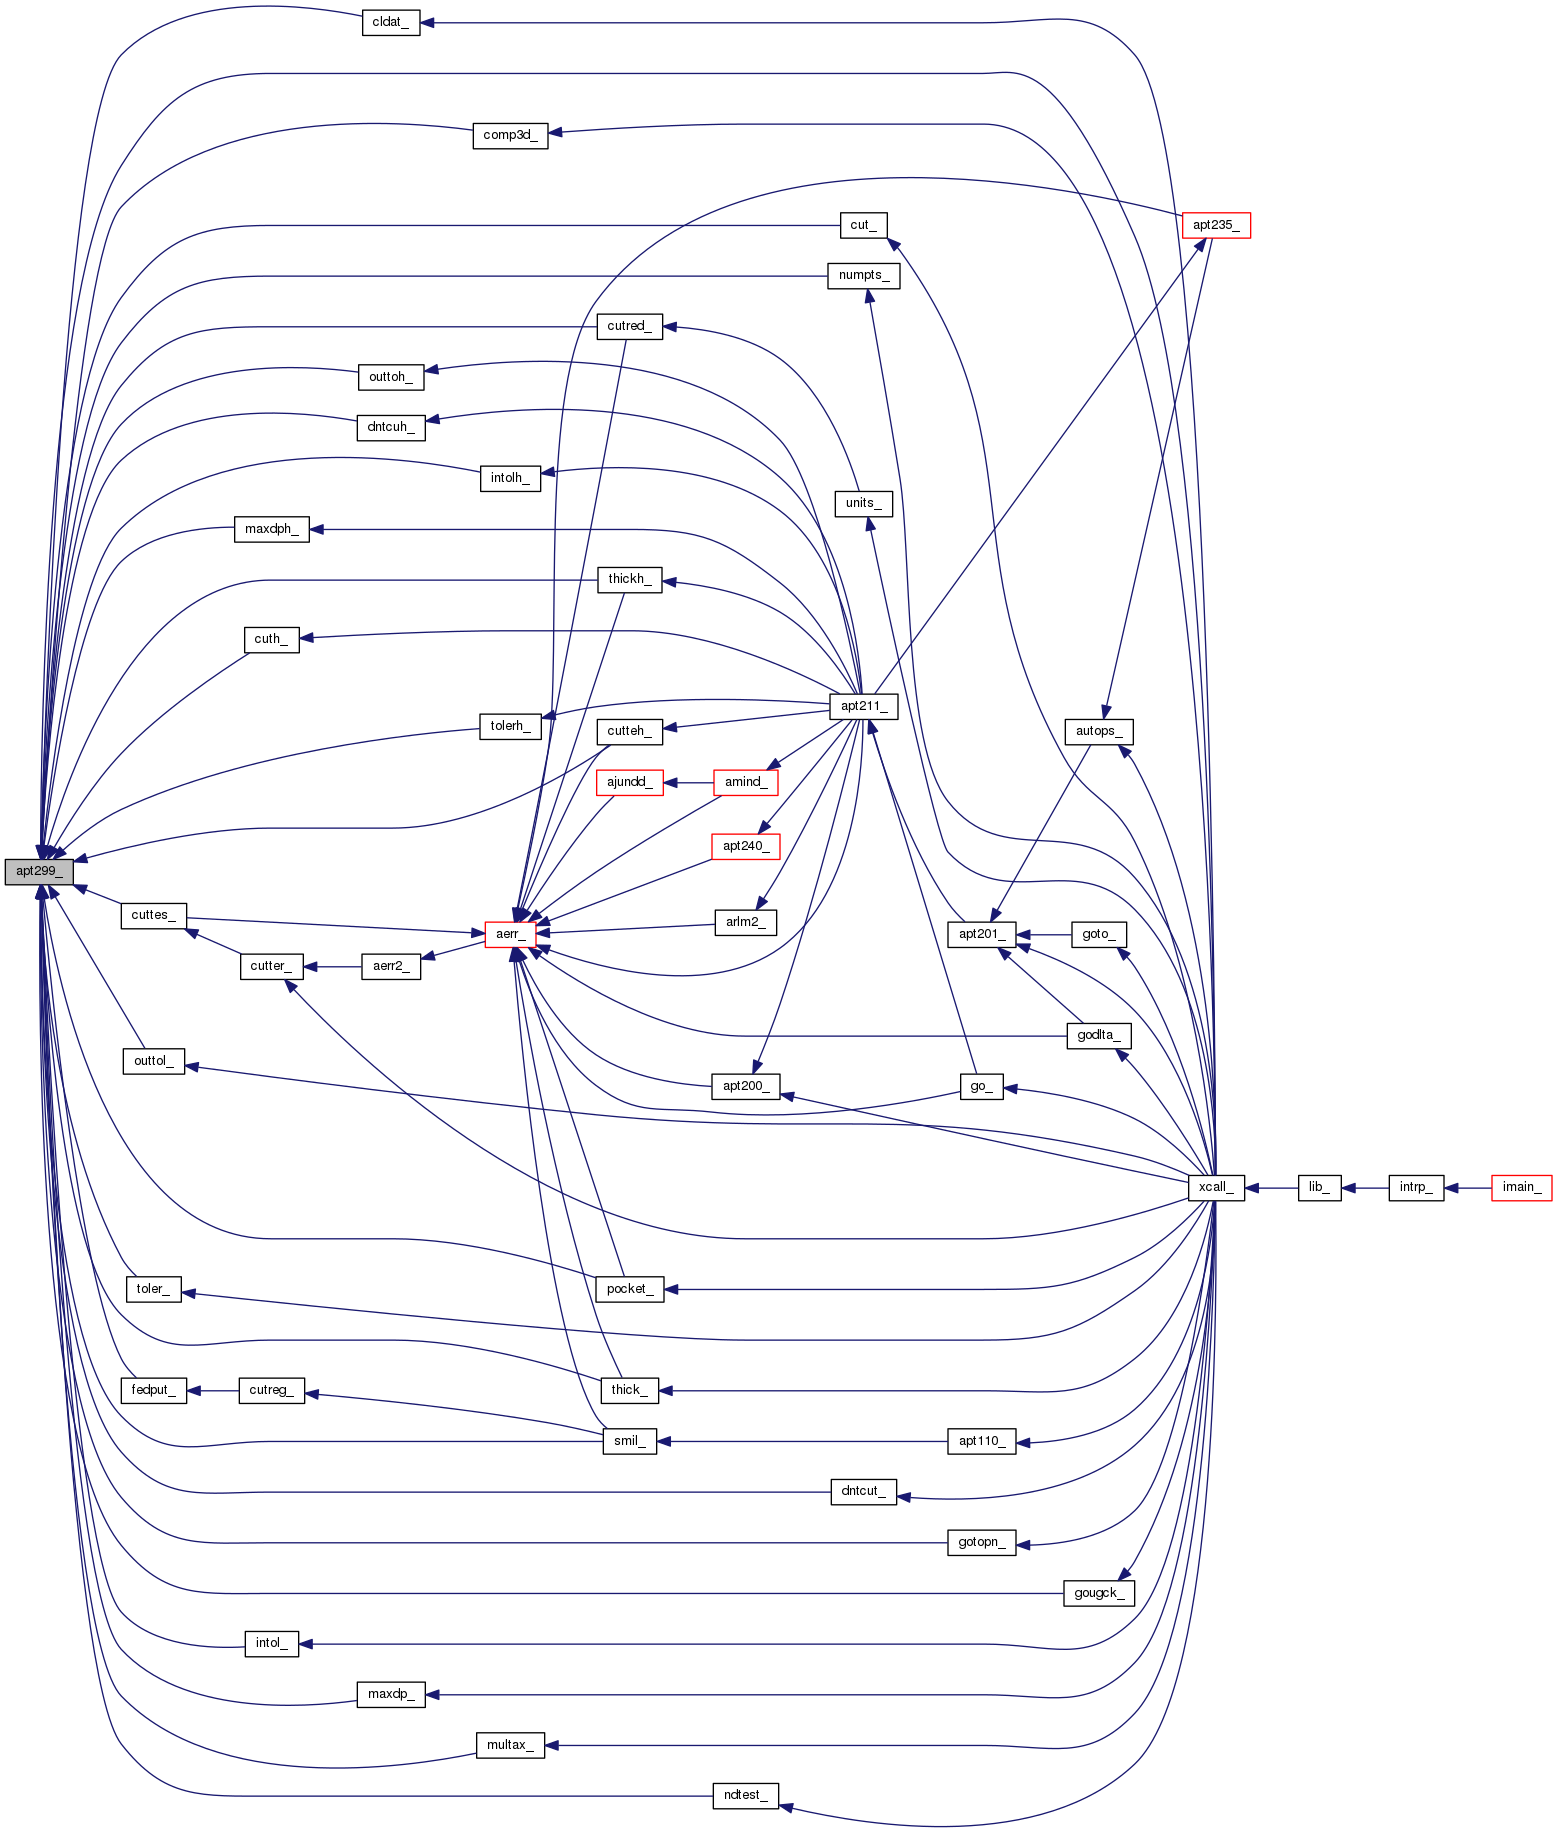 cldat_
comp3d_
cut_
apt235_
numpts_
cutred_
outtoh_
dntcuh_
intolh_
units_
maxdph_
thickh_
cuth_
apt211_
tolerh_
cutteh_
autops_
ajundd_
amind_
apt240_
apt299_
cuttes_
arlm2_
aerr_
apt201_
goto_
cutter_
aerr2_
godlta_
outtol_
apt200_
go_
xcall_
lib_
intrp_
imain_
toler_
pocket_
fedput_
cutreg_
thick_
smil_
apt110_
dntcut_
gotopn_
gougck_
intol_
maxdp_
multax_
ndtest_